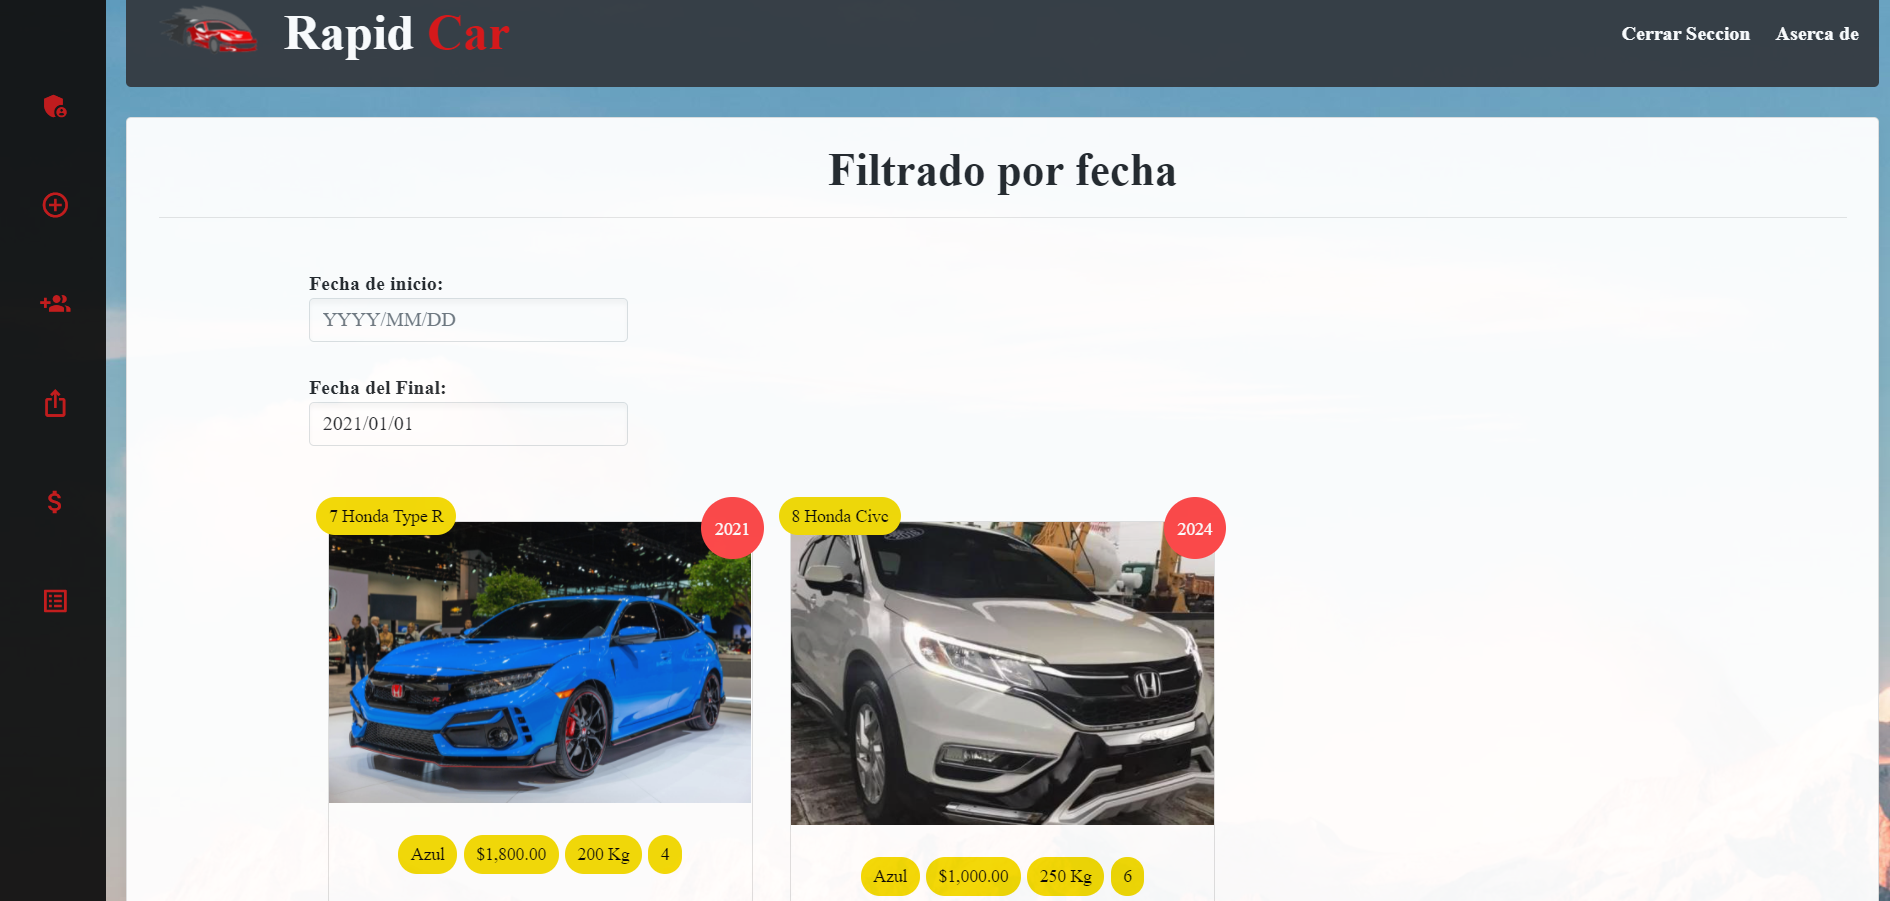 Rapid Car
Cerrar Seccion Aserca de
Filtrado por fecha
Fecha de inicio:
YYYY/MM/DD
Fecha del Final:
2021/01/01
7 Honda Type R
2021
8 Honda Civc
2024
Azul $1,800.00 200 Kg 4
Azul $1,000.00 250 Kg 6